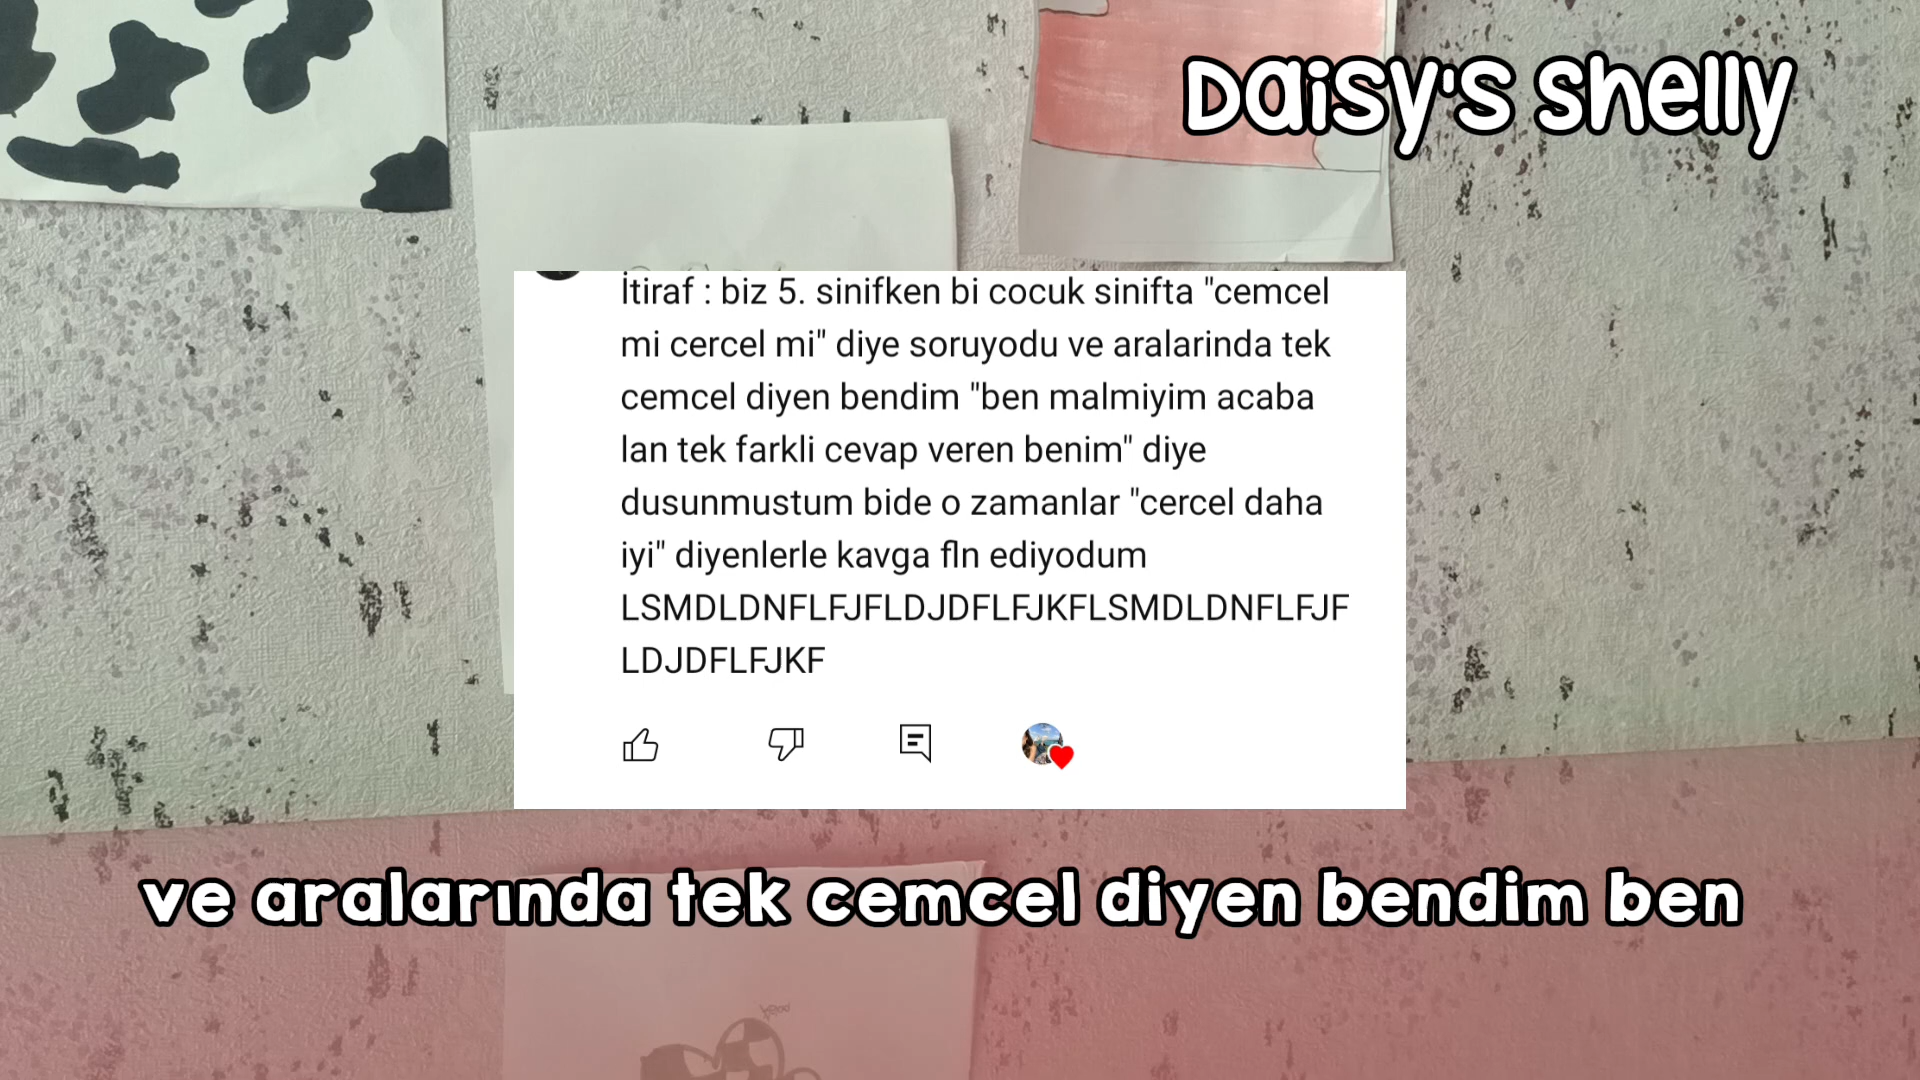 Daisy's Shelly
İtiraf : biz 5. sinifken bi cocuk sinifta "cemcel
mi cercel mi" diye soruyodu ve aralarinda tek
cemcel diyen bendim "ben malmiyim acaba
lan tek farkli cevap veren benim" diye
dusunmustum bide o zamanlar "cercel daha
iyi" diyenlerle kavga fln ediyodum
LSMDLDNFLFJFLDJDFLFJKFLSMDLDNFLFJF
LDJDFLFJKF
ve aralarında tek cemcel diyen bendim ben